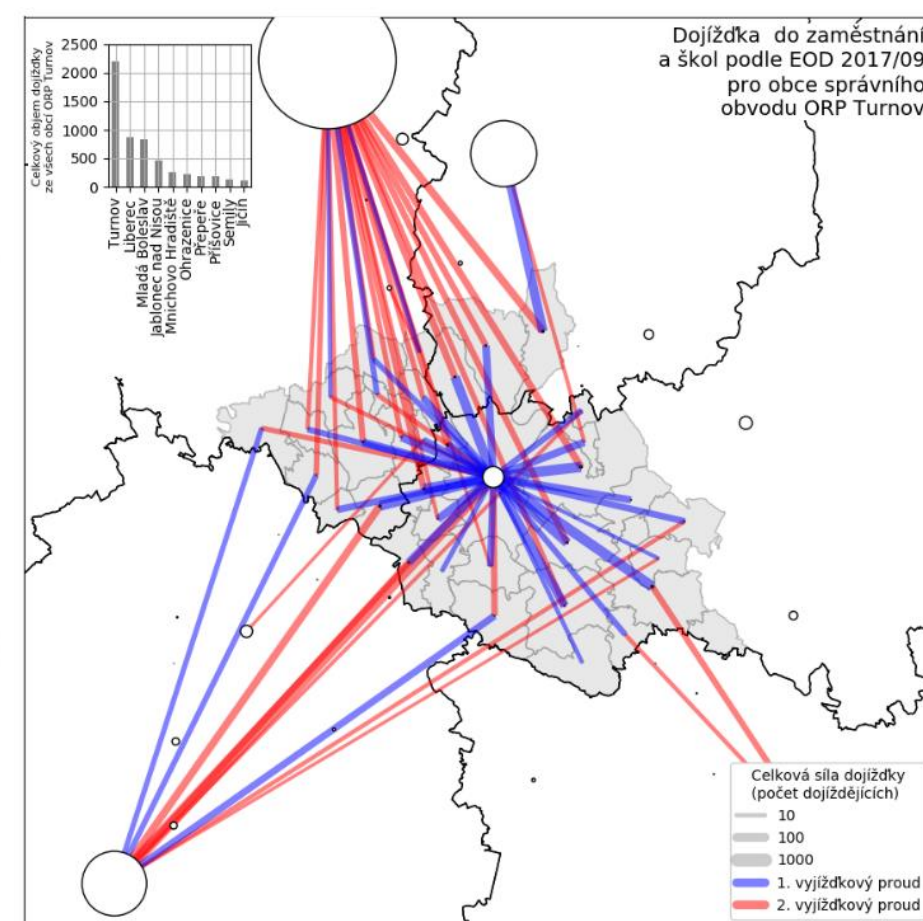 Dojížďka  do zaměstnání
a škol podle EOD 2017/09
pro obce správního
obvodu ORP Turnov
Celkový objem dojížďky
ze všech obcí ORP Turnov
2500
2000
1500
1000
500
0
Turnov
Liberec
Mladá Boleslav
Jablonec nad Nisou
Mnichovo Hradiště
Ohrazenice
Přepeře
Příšovice
Semily
Jičín
Celková síla dojížďky
(počet dojíždějících)
10
100
1000
1. vyjížďkový proud
2. vyjížďkový proud